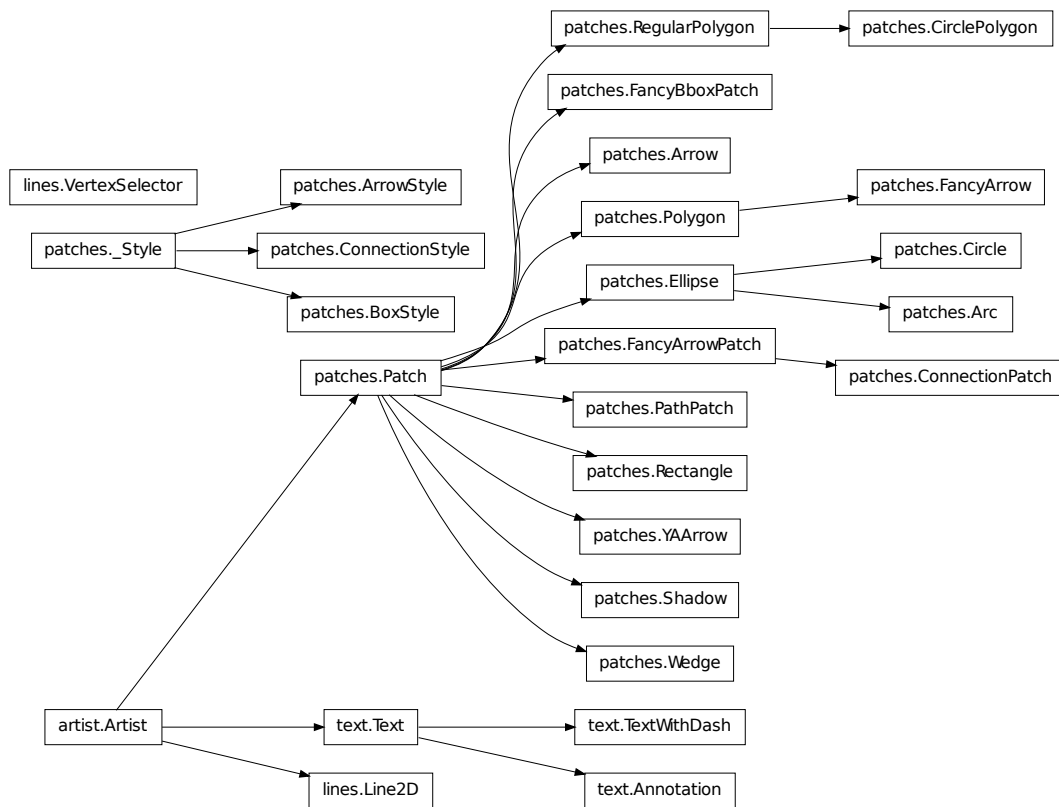 patches.RegularPolygon
patches.CirclePolygon
patches.FancyBboxPatch
patches.Arrow
lines.VertexSelector
patches.ArrowStyle
patches.FancyArrow
patches.Polygon
patches._Style
patches.ConnectionStyle
patches.Circle
patches.Ellipse
patches.BoxStyle
patches.Arc
patches.FancyArrowPatch
patches.Patch
patches.ConnectionPatch
patches.PathPatch
patches.Rectangle
patches.YAArrow
patches.Shadow
patches.Wedge
artist.Artist
text.Text
text.TextWithDash
lines.Line2D
text.Annotation